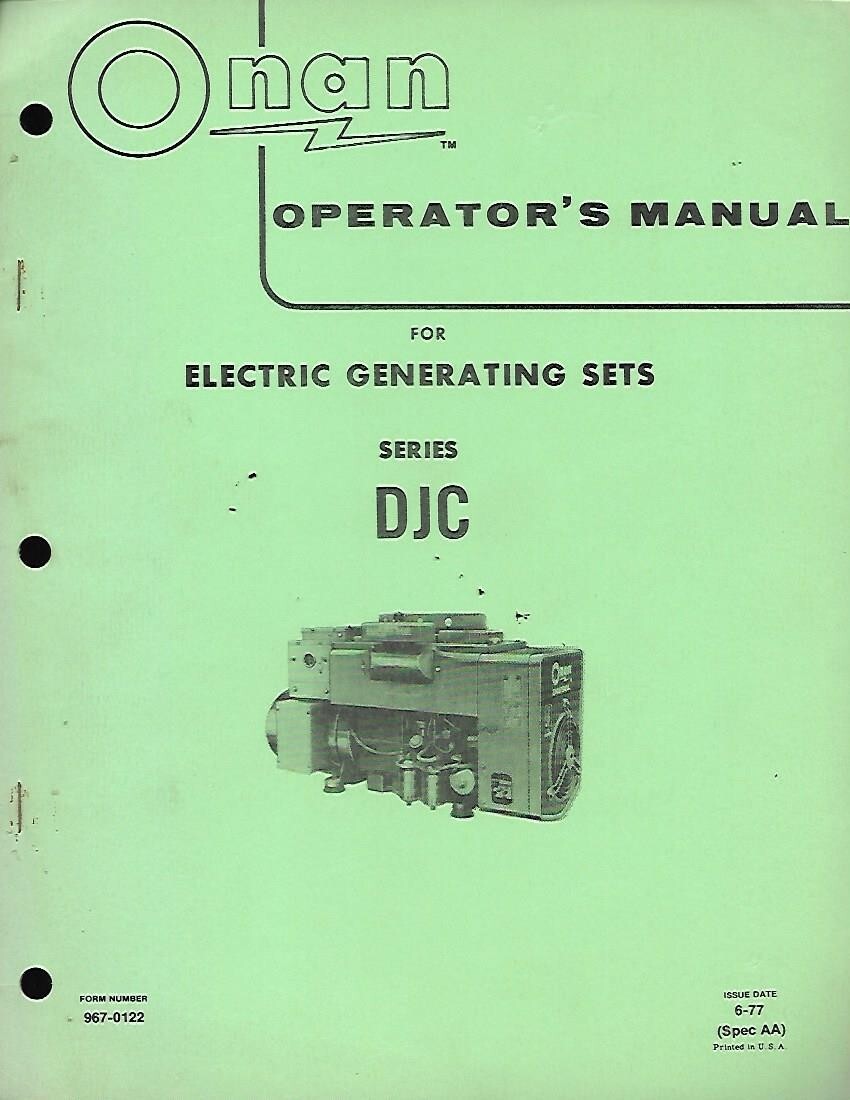 Onan
TM
OPERATOR'S MANUAL
FOR
ELECTRIC GENERATING SETS
SERIES
DJC
Onan
FORM NUMBER
967-0122
ISSUE DATE
6-77
(Spec AA)
Printed in U.S.A.